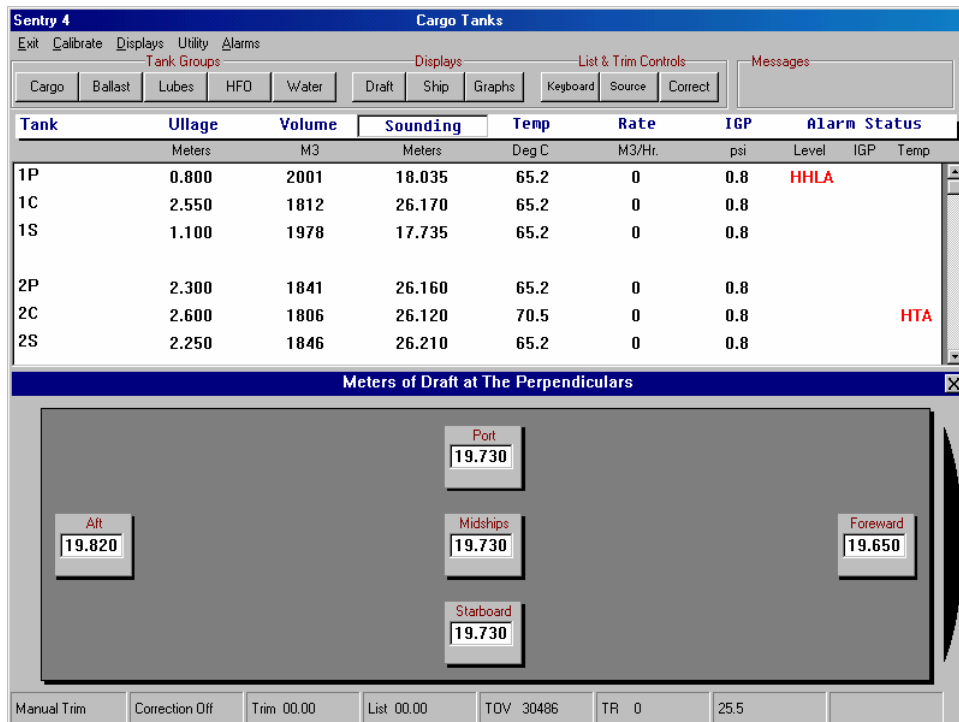 Sentry 4 Cargo Tanks
Exit Calibrate Displays Utility Alarms
Tank Groups Displays List & Trim Controls Messages
Cargo Ballast Lubes HFO Water Draft Ship Graphs Keyboard Source Correct
Tank Ullage Volume Sounding Temp Rate IGP Alarm Status
Meters M3 Meters Deg C M3/Hr. psi Level IGP Temp
1P 0.800 2001 18.035 65.2 0 0.8 HHLA
1C 2.550 1812 26.170 65.2 0 0.8
1S 1.100 1978 17.735 65.2 0 0.8
2P 2.300 1841 26.160 65.2 0 0.8
2C 2.600 1806 26.120 70.5 0 0.8 HTA
2S 2.250 1846 26.210 65.2 0 0.8
Meters of Draft at The Perpendiculars
Port
19.730
Aft Midships Foreward
19.820 19.730 19.650
Starboard
19.730
Manual Trim Correction Off Trim 00.00 List 00.00 TOV 30486 TR 0 25.5